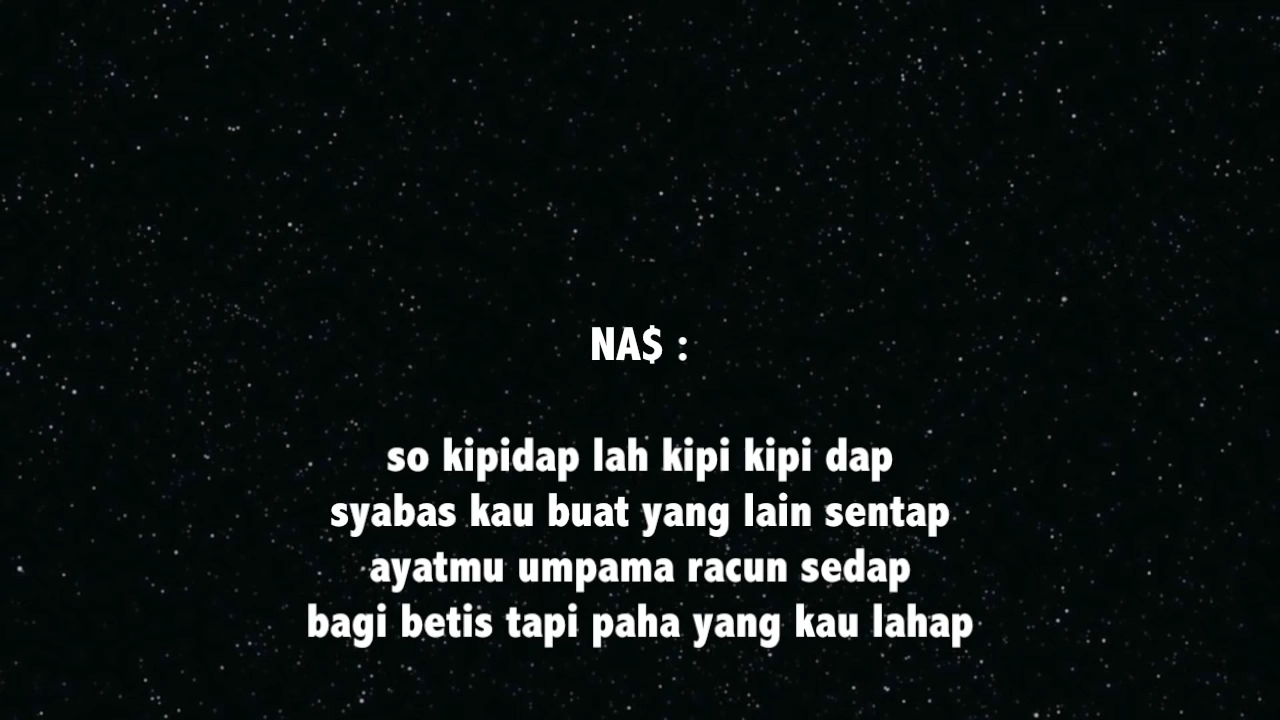 NA$ :
so kipidap lah kipi kipi dap
syabas kau buat yang lain sentap
ayatmu umpama racun sedap
bagi betis tapi paha yang kau lahap